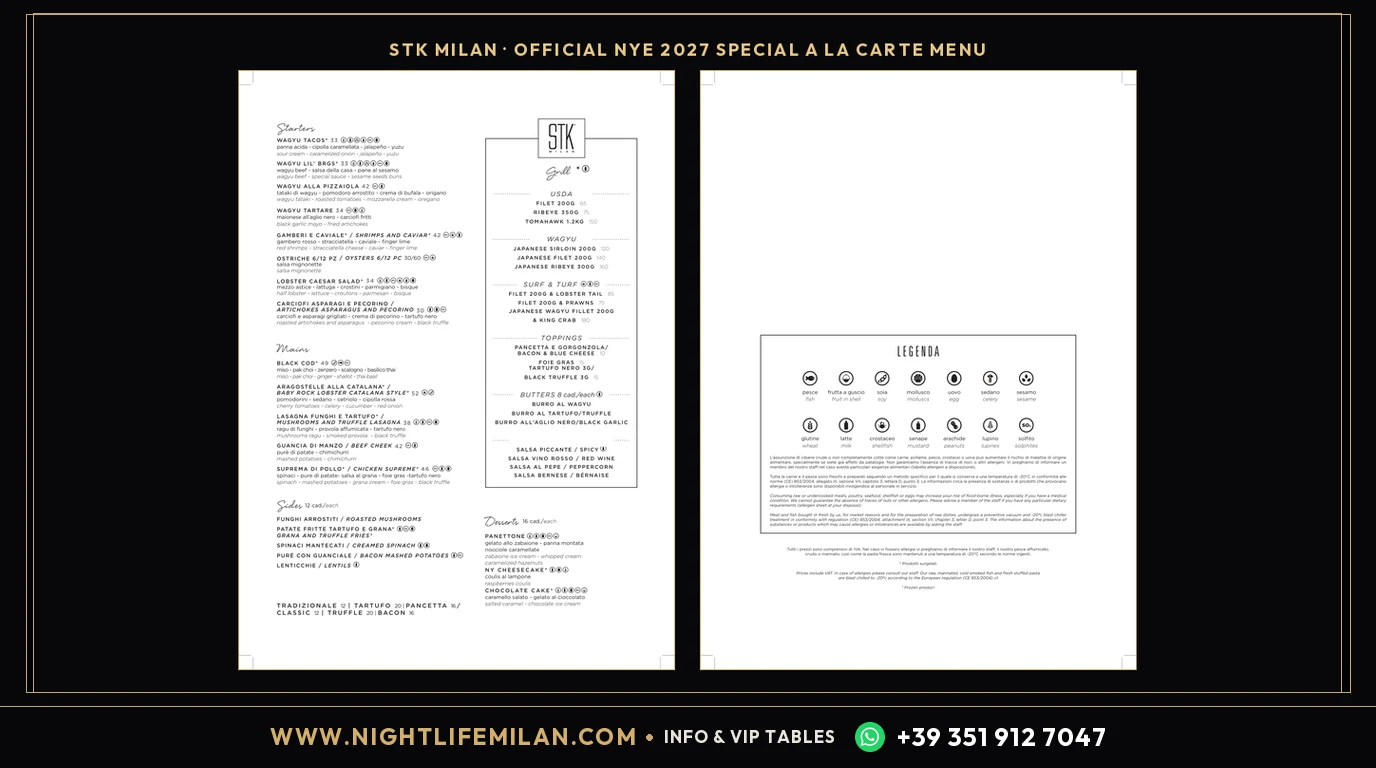 STK MILAN · OFFICIAL NYE 2027 SPECIAL A LA CARTE MENU
Starters
WAGYU TACOS* 33
panna acida - cipolla caramellata - jalapeño - yuzu
sour cream - caramelized onion - jalapeño - yuzu
WAGYU LIL' BRGS* 33
wagyu beef - salsa della casa - pane al sesamo
wagyu beef - special sauce - sesame seeds buns
WAGYU ALLA PIZZAIOLA 42
tataki di wagyu - pomodoro arrostito - crema di bufala - origano
wagyu tataki - roasted tomatoes - mozzarella cream - oregano
WAGYU TARTARE 34
maionese all'aglio nero - carciofi fritti
black garlic mayo - fried artichokes
GAMBERI E CAVIALE* / SHRIMPS AND CAVIAR* 42
gambero rosso - stracciatella - caviale - finger lime
red shrimps - stracciatella cheese - caviar - finger lime
OSTRICHE 6/12 PZ / OYSTERS 6/12 PC 30/60
salsa mignonette
salsa mignonette
LOBSTER CAESAR SALAD* 34
mezzo astice - lattuga - crostini - parmigiano - bisque
half lobster - lettuce - croutons - parmesan - bisque
CARCIOFI ASPARAGI E PECORINO /
ARTICHOKES ASPARAGUS AND PECORINO 30
carciofi e asparagi grigliati - crema di pecorino - tartufo nero
roasted artichokes and asparagus - pecorino cream - black truffle
Mains
BLACK COD* 49
miso - pak choi - zenzero - scalogno - basilico thai
miso - pak choi - ginger - shallot - thai basil
ARAGOSTELLE ALLA CATALANA* /
BABY ROCK LOBSTER CATALANA STYLE* 52
pomodorini - sedano - cetriolo - cipolla rossa
cherry tomatoes - celery - cucumber - red onion
LASAGNA FUNGHI E TARTUFO* /
MUSHROOMS AND TRUFFLE LASAGNA 38
ragu di funghi - provola affumicata - tartufo nero
mushrooms ragu - smoked provola - black truffle
GUANCIA DI MANZO / BEEF CHEEK 42
purè di patate - chimichurri
mashed potatoes - chimichurri
SUPREMA DI POLLO* / CHICKEN SUPREME* 46
spinaci - pure di patate - salsa al grana - foie gras -tartufo nero
spinach - mashed potatoes - grana cream - foie gras - black truffle
Sides 12 cad./each
FUNGHI ARROSTITI / ROASTED MUSHROOMS
PATATE FRITTE TARTUFO E GRANA*
GRANA AND TRUFFLE FRIES*
SPINACI MANTECATI / CREAMED SPINACH
PURÈ CON GUANCIALE / BACON MASHED POTATOES
LENTICCHIE / LENTILS
TRADIZIONALE 12 | TARTUFO 20 | PANCETTA 16/
CLASSIC 12 | TRUFFLE 20 | BACON 16
STK
MILAN
Grill *
USDA
FILET 200G 65
RIBEYE 350G 75
TOMAHAWK 1.2KG 150
WAGYU
JAPANESE SIRLOIN 200G 120
JAPANESE FILET 200G 140
JAPANESE RIBEYE 300G 160
SURF & TURF
FILET 200G & LOBSTER TAIL 85
FILET 200G & PRAWNS 75
JAPANESE WAGYU FILLET 200G
& KING CRAB 180
TOPPINGS
PANCETTA E GORGONZOLA/
BACON & BLUE CHEESE 10
FOIE GRAS 15
TARTUFO NERO 3G/
BLACK TRUFFLE 3G 15
BUTTERS 8 cad./each
BURRO AL WAGYU
BURRO AL TARTUFO/TRUFFLE
BURRO ALL'AGLIO NERO/BLACK GARLIC
SALSA PICCANTE / SPICY
SALSA VINO ROSSO / RED WINE
SALSA AL PEPE / PEPPERCORN
SALSA BERNESE / BÉRNAISE
Desserts 16 cad./each
PANETTONE
gelato allo zabaione - panna montata
nocciole caramellate
zabaione ice cream - whipped cream
caramelized hazelnuts
NY CHEESECAKE*
coulis al lampone
raspberries coulis
CHOCOLATE CAKE*
caramello salato - gelato al cioccolato
salted caramel - chocolate ice cream
LEGENDA
pesce frutta a guscio soia mollusco uovo sedano sesamo
fish fruit in shell soy molluscs egg celery sesame
SO₂
glutine latte crostaceo senape arachide lupino solfito
wheat milk shellfish mustard peanuts lupines sulphites
* Prodotti surgelati
* Frozen product
WWW.NIGHTLIFEMILAN.COM • INFO & VIP TABLES +39 351 912 7047